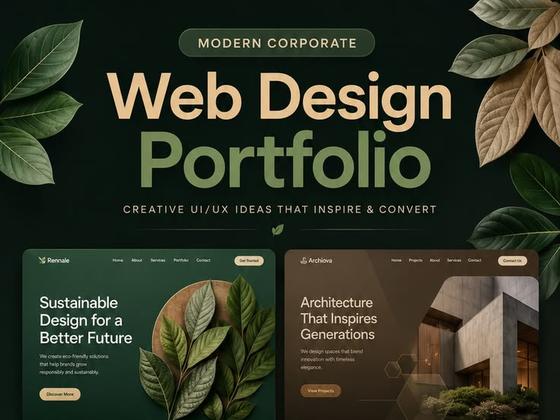 MODERN CORPORATE
Web Design
Portfolio
CREATIVE UI/UX IDEAS THAT INSPIRE & CONVERT
Rennale
Home About Services Portfolio Contact
Get Started
Sustainable
Design for a
Better Future
We create eco-friendly solutions
that help brands grow
responsibly and sustainably.
Discover More
Archiova
Home Projects About Services Contact
Contact Us
Architecture
That Inspires
Generations
We design spaces that blend
innovation with timeless
elegance.
View Projects